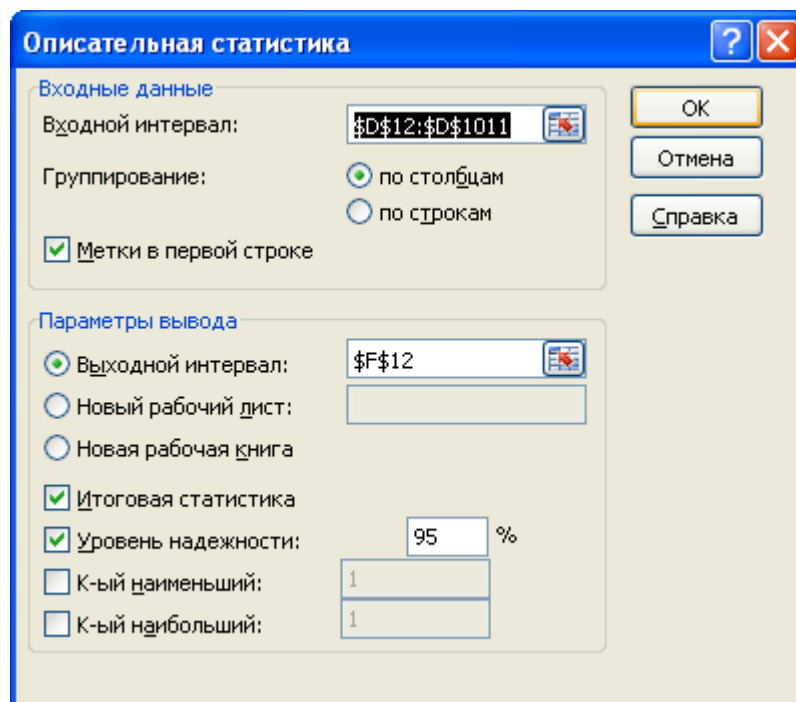 Описательная статистика
Входные данные
Входной интервал: $D$12:$D$1011
Группирование: по столбцам
по строкам
Метки в первой строке
Параметры вывода
Выходной интервал: $F$12
Новый рабочий лист:
Новая рабочая книга
Итоговая статистика
Уровень надежности: 95 %
К-ый наименьший: 1
К-ый наибольший: 1
ОК
Отмена
Справка